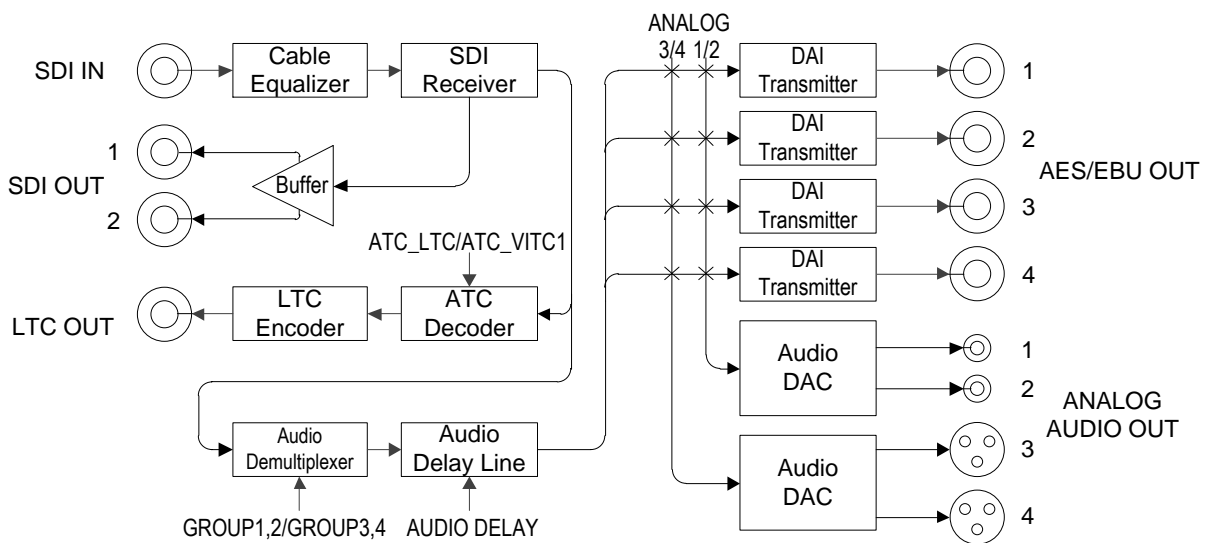 ANALOG
3/4 1/2
SDI IN
Cable
Equalizer
SDI
Receiver
DAI
Transmitter
1
1
SDI OUT
2
Buffer
DAI
Transmitter
2
AES/EBU OUT
DAI
Transmitter
3
ATC_LTC/ATC_VITC1
DAI
Transmitter
4
LTC OUT
LTC
Encoder
ATC
Decoder
Audio
DAC
1
2
ANALOG
AUDIO OUT
Audio
Demultiplexer
Audio
Delay Line
Audio
DAC
3
4
GROUP1,2/GROUP3,4
AUDIO DELAY